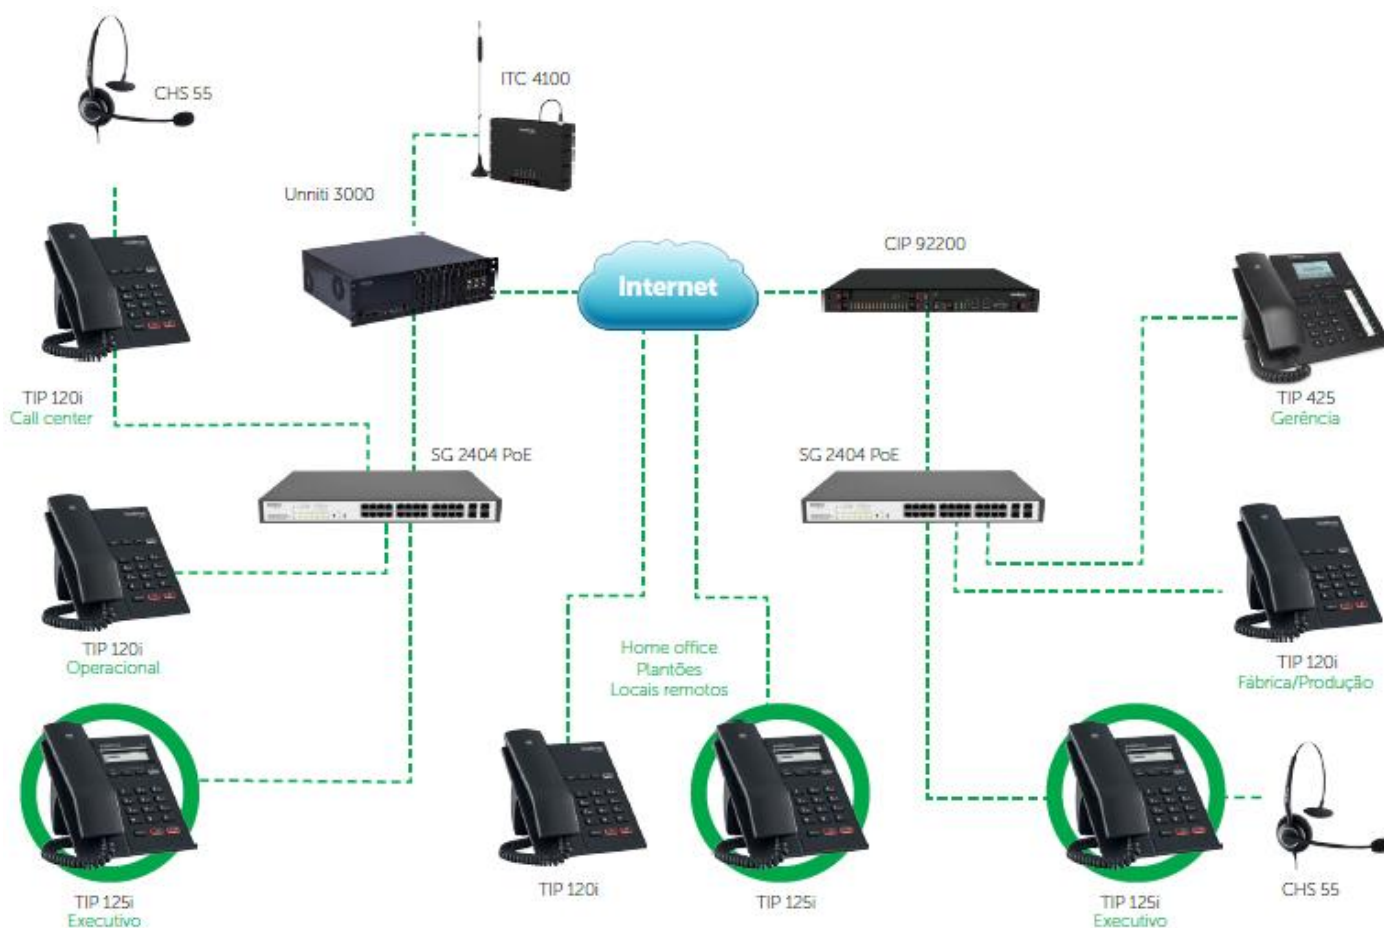 CHS 55
ITC 4100
Unniti 3000
Internet
CIP 92200
TIP 120i
Call center
TIP 425
Gerência
SG 2404 PoE
SG 2404 PoE
TIP 120i
Operacional
Home office
Plantões
Locais remotos
TIP 120i
Fábrica/Produção
TIP 125i
Executivo
TIP 120i
TIP 125i
TIP 125i
Executivo
CHS 55